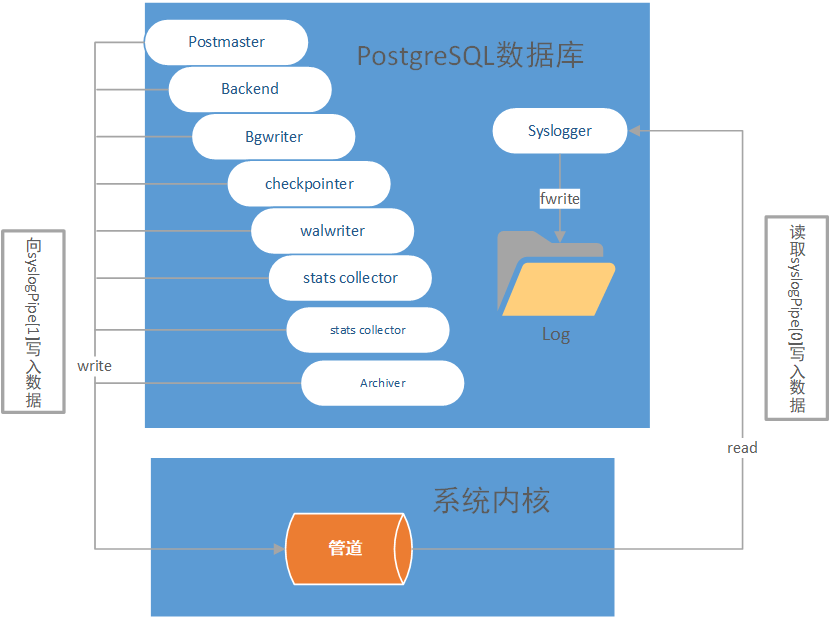 PostgreSQL数据库
Postmaster
Backend
Bgwriter
checkpointer
walwriter
stats collector
stats collector
Archiver
Syslogger
fwrite
Log
向syslogPipe[1]写入数据
write
读取syslogPipe[0]写入数据
read
系统内核
管道